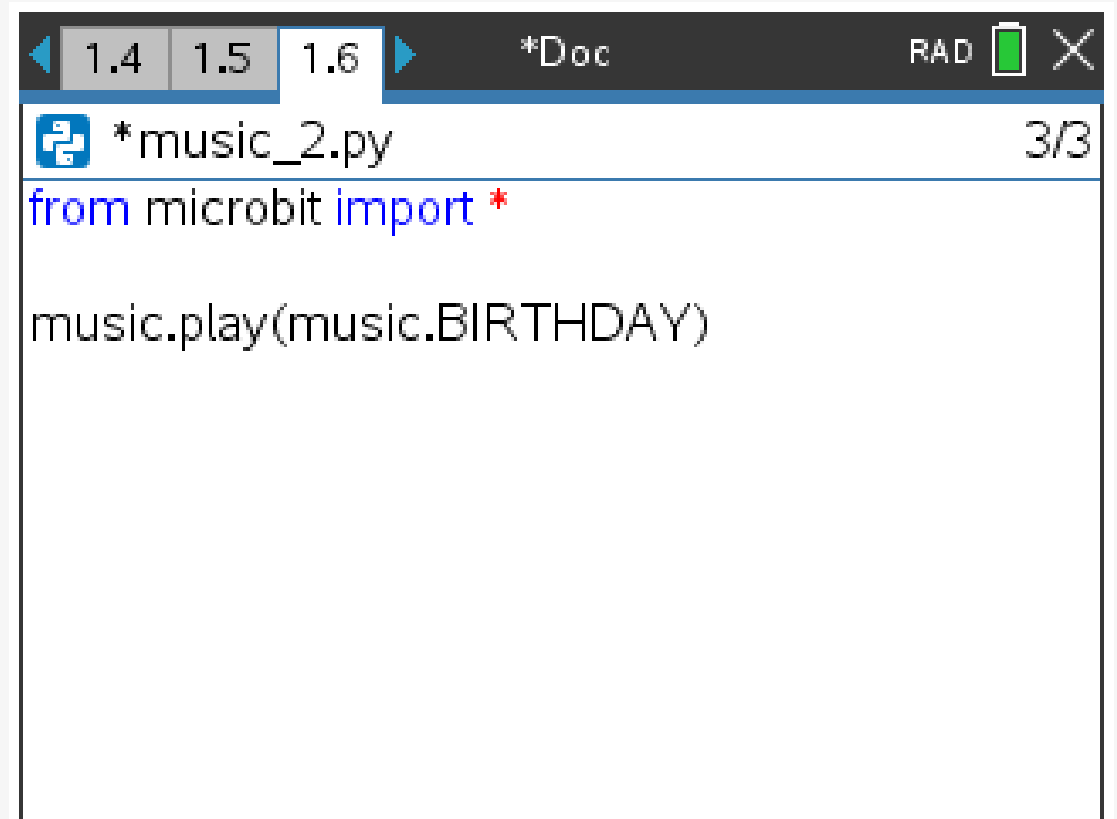 1.4 1.5 1.6 *Doc RAD
*music_2.py 3/3
from microbit import *
music.play(music.BIRTHDAY)